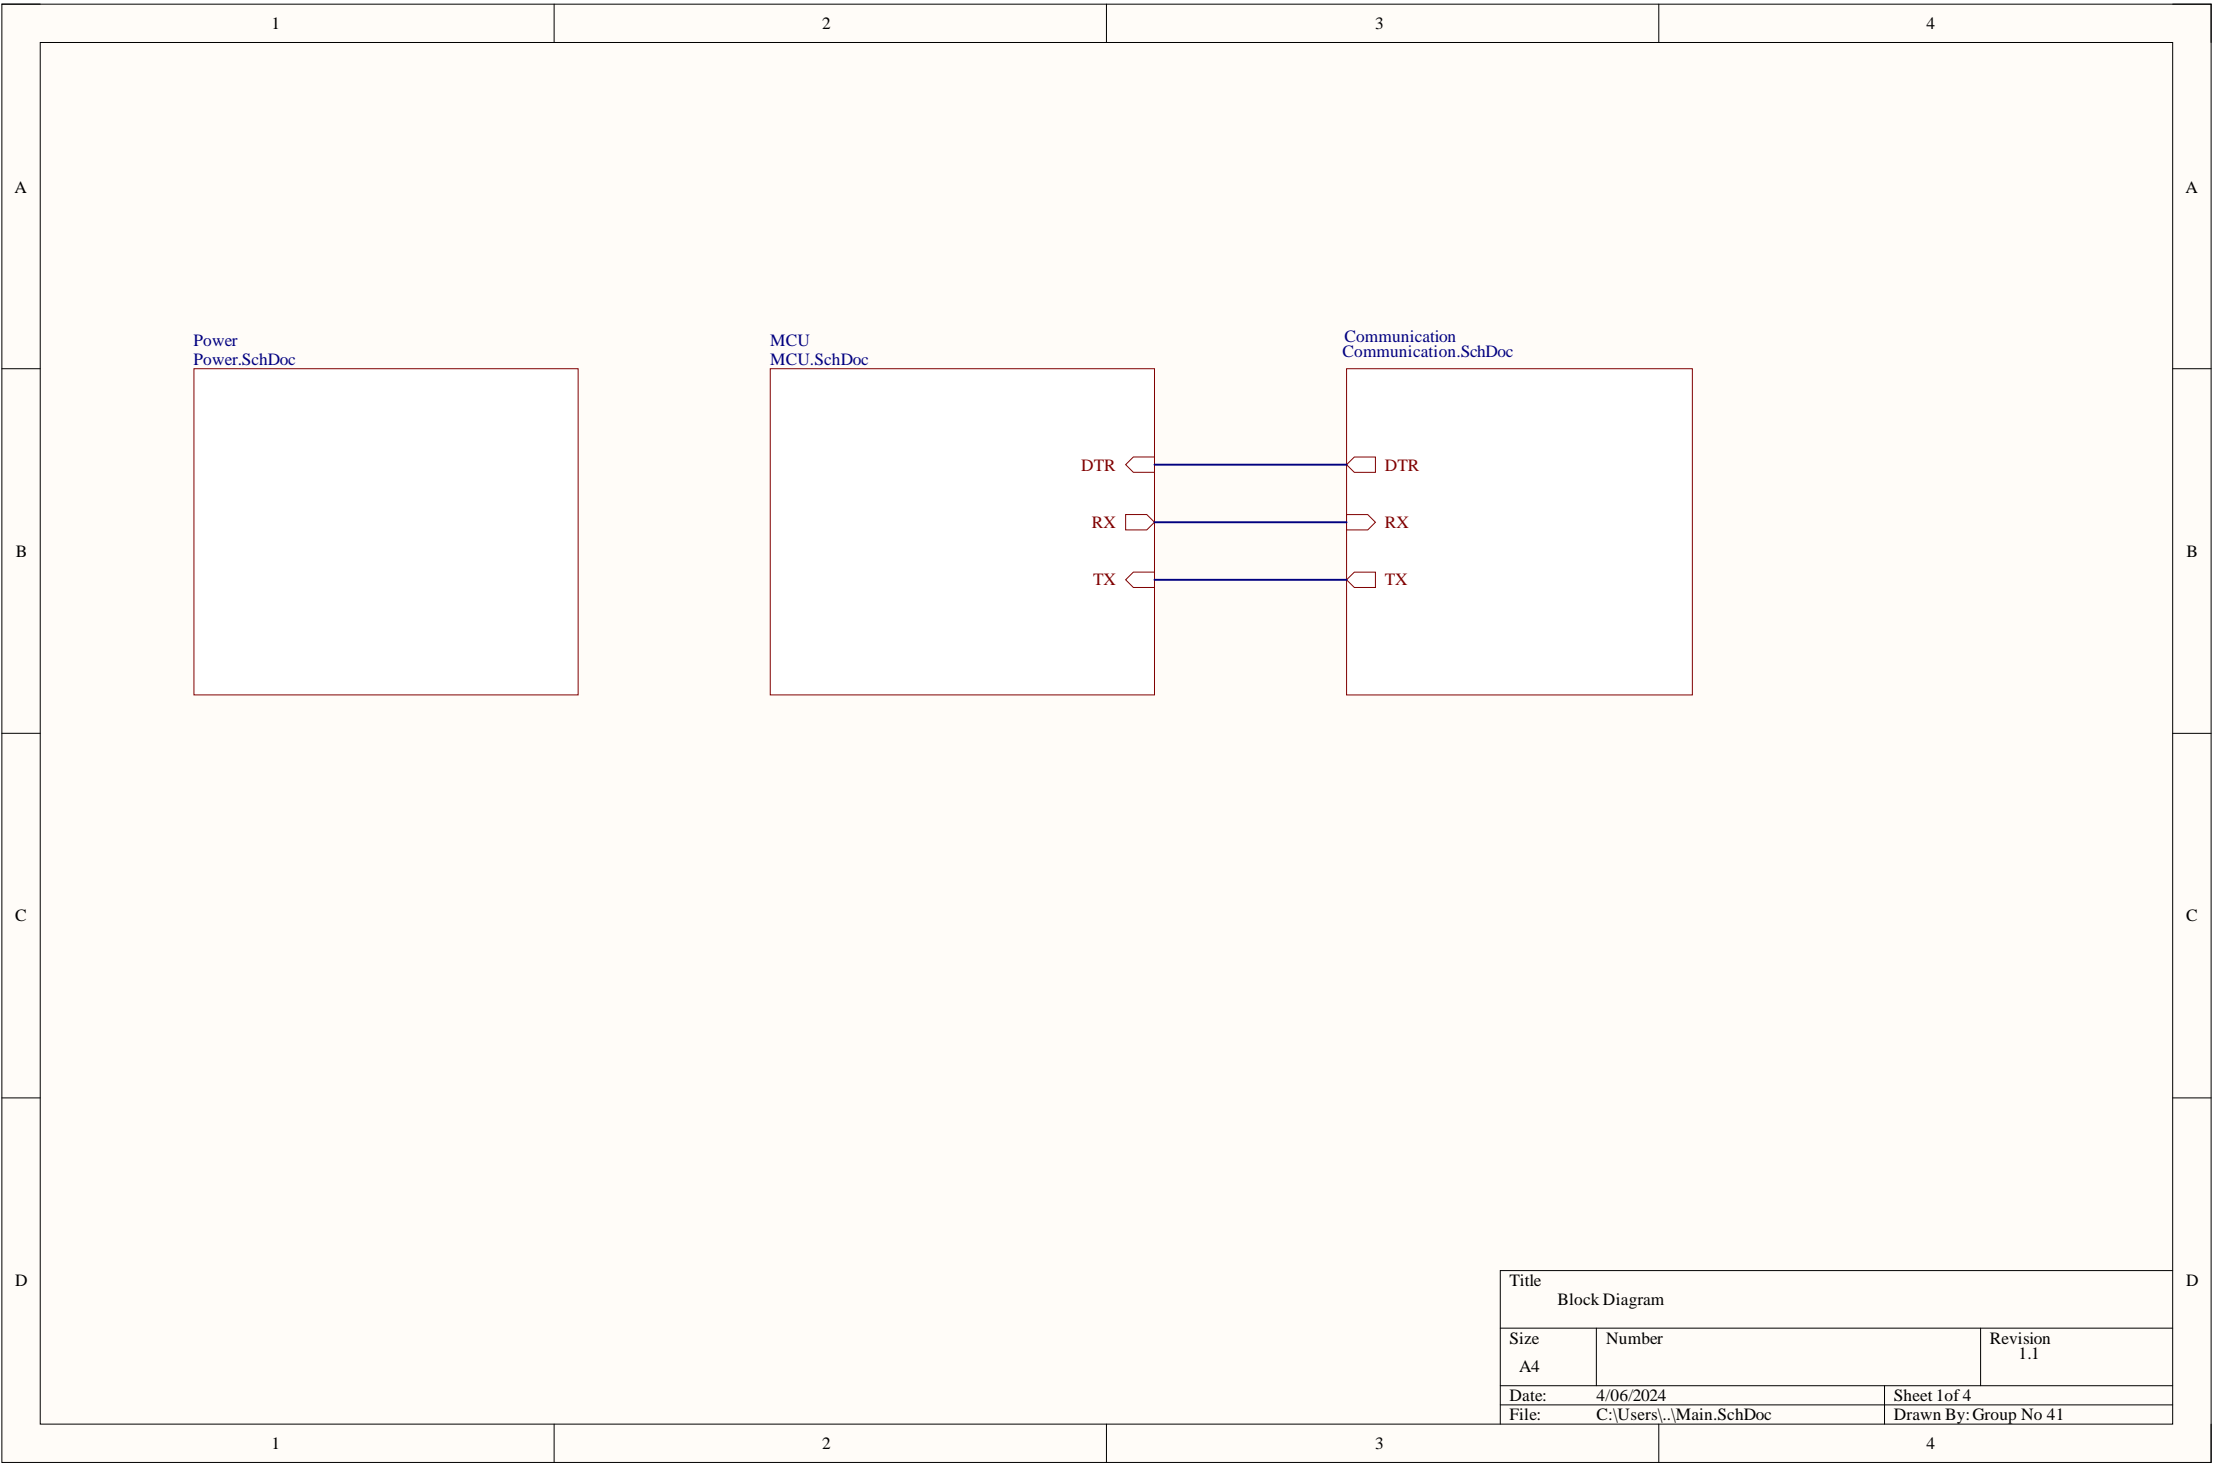 1 2 3 4
A A
Power
Power.SchDoc
MCU
MCU.SchDoc
Communication
Communication.SchDoc
DTR DTR
RX RX
B B
TX TX
C C
D D
Title
Block Diagram
Size Number Revision
1.1
A4
Date: 4/06/2024 Sheet 1of 4
File: C:\Users\..\Main.SchDoc Drawn By: Group No 41
1 2 3 4